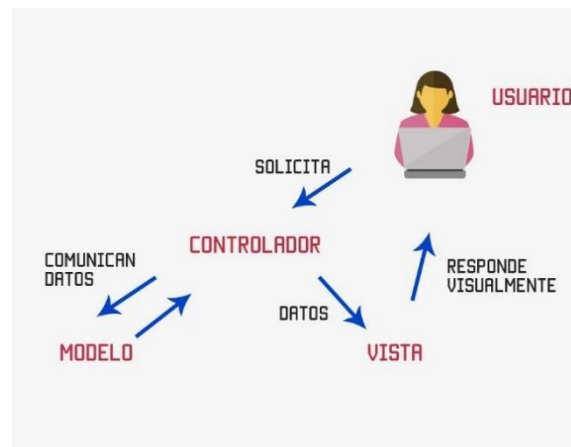 USUARIO
SOLICITA
CONTROLADOR
COMUNICAN
DATOS
RESPONDE
VISUALMENTE
DATOS
MODELO
VISTA